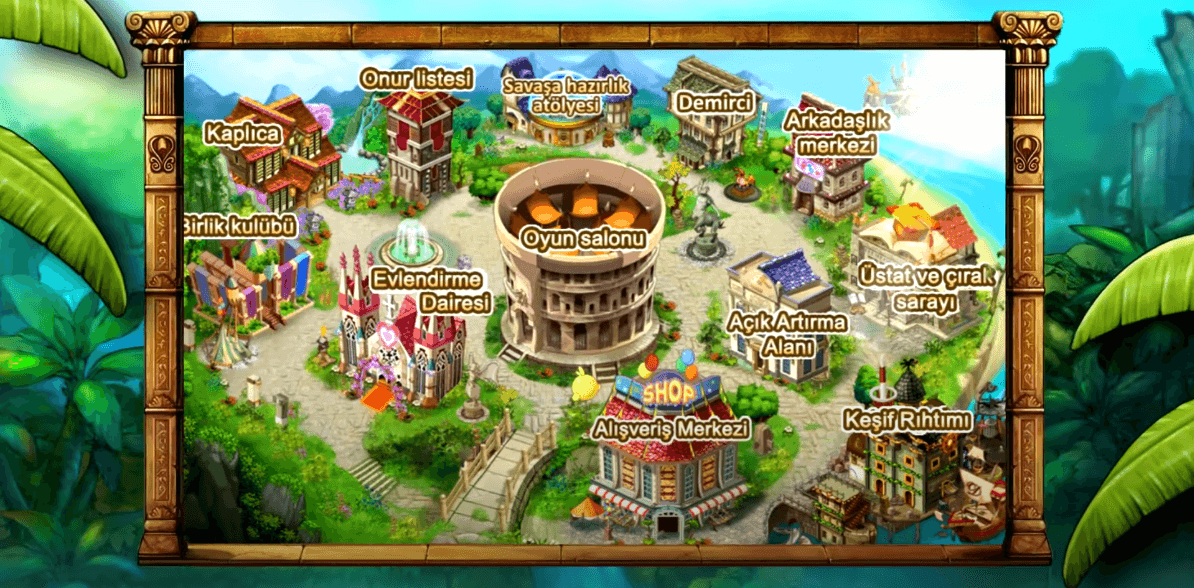 Onur listesi
Savaşa hazırlık
atölyesi
Demirci
Arkadaşlık
merkezi
Kaplıca
Birlik kulübü
Oyun salonu
Evlendirme
Dairesi
Üstat ve çırak
sarayı
Açık Artırma
Alanı
SHOP
Alışveriş Merkezi
Keşif Rıhtımı